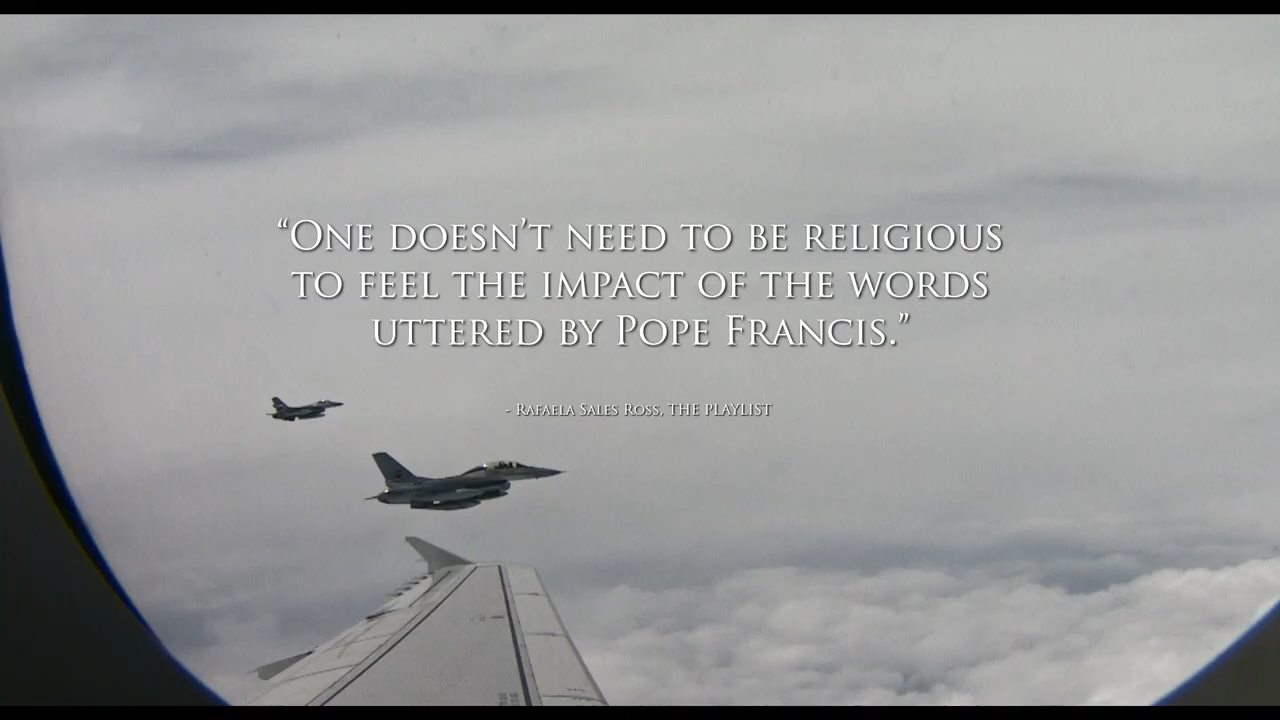 “One doesn’t need to be religious
to feel the impact of the words
uttered by Pope Francis.”
- Rafaela Sales Ross, THE PLAYLIST